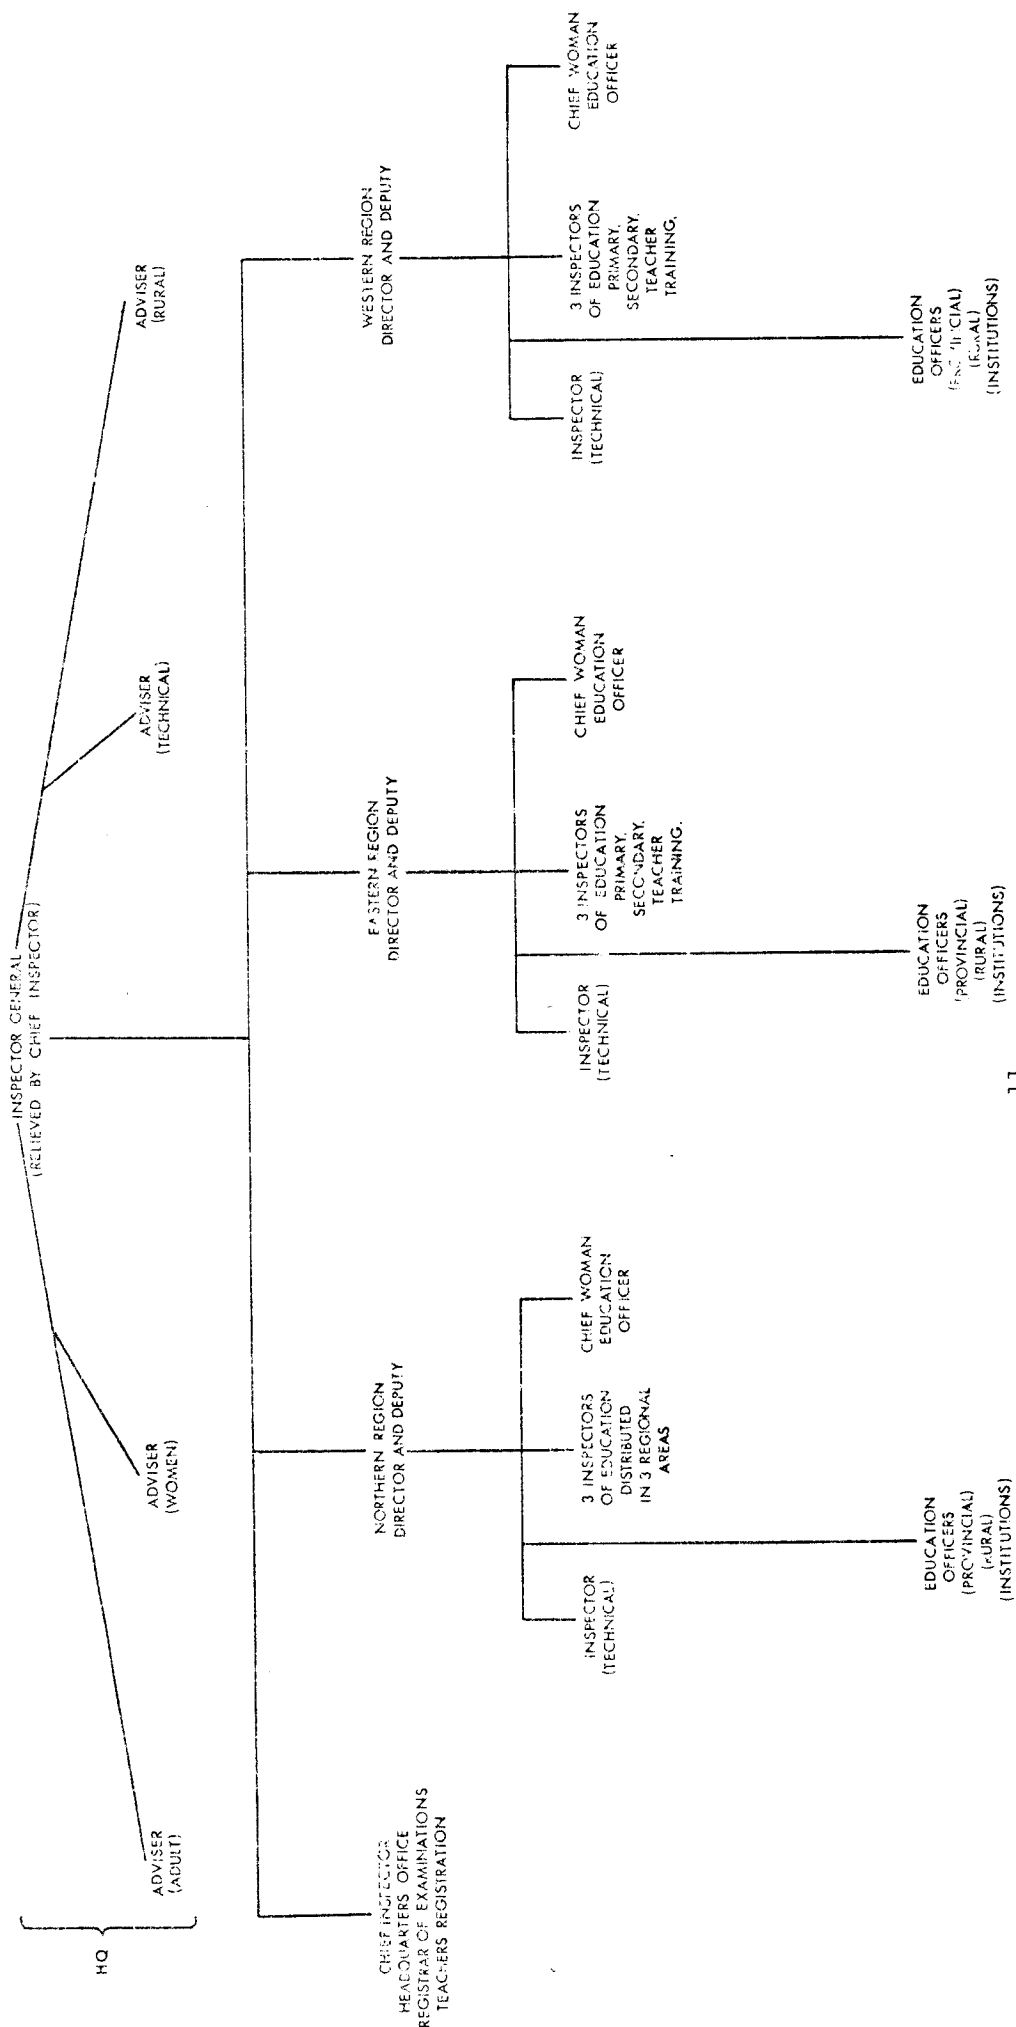 INSPECTOR GENERAL
(RELIEVED BY CHIEF INSPECTOR)
HQ
ADVISER
(ADULT)
ADVISER
(WOMEN)
ADVISER
(TECHNICAL)
ADVISER
(RURAL)
CHIEF INSPECTOR
HEADQUARTERS OFFICE
REGISTRAR OF EXAMINATIONS
TEACHERS REGISTRATION
NORTHERN REGION
DIRECTOR AND DEPUTY
EASTERN REGION
DIRECTOR AND DEPUTY
WESTERN REGION
DIRECTOR AND DEPUTY
INSPECTOR
(TECHNICAL)
3 INSPECTORS
OF EDUCATION
DISTRIBUTED
IN 3 REGIONAL
AREAS
CHIEF WOMAN
EDUCATION
OFFICER
INSPECTOR
(TECHNICAL)
3 INSPECTORS
OF EDUCATION
PRIMARY,
SECONDARY,
TEACHER
TRAINING.
CHIEF WOMAN
EDUCATION
OFFICER
INSPECTOR
(TECHNICAL)
3 INSPECTORS
OF EDUCATION
PRIMARY,
SECONDARY,
TEACHER
TRAINING,
CHIEF WOMAN
EDUCATION
OFFICER
EDUCATION
OFFICERS
(PROVINCIAL)
(RURAL)
(INSTITUTIONS)
EDUCATION
OFFICERS
(PROVINCIAL)
(RURAL)
(INSTITUTIONS)
EDUCATION
OFFICERS
(PROVINCIAL)
(RURAL)
(INSTITUTIONS)
11